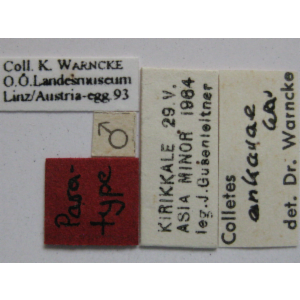 Coll. K. WARNCKE
O.Ö.Landesmuseum
Linz/Austria-egg.93
♂
Para-
type
KIRIKKALE 29.V.
ASIA MINOR 1984
leg.J.Gusenleitner
Colletes
ankarae
War
det. Dr. Warncke